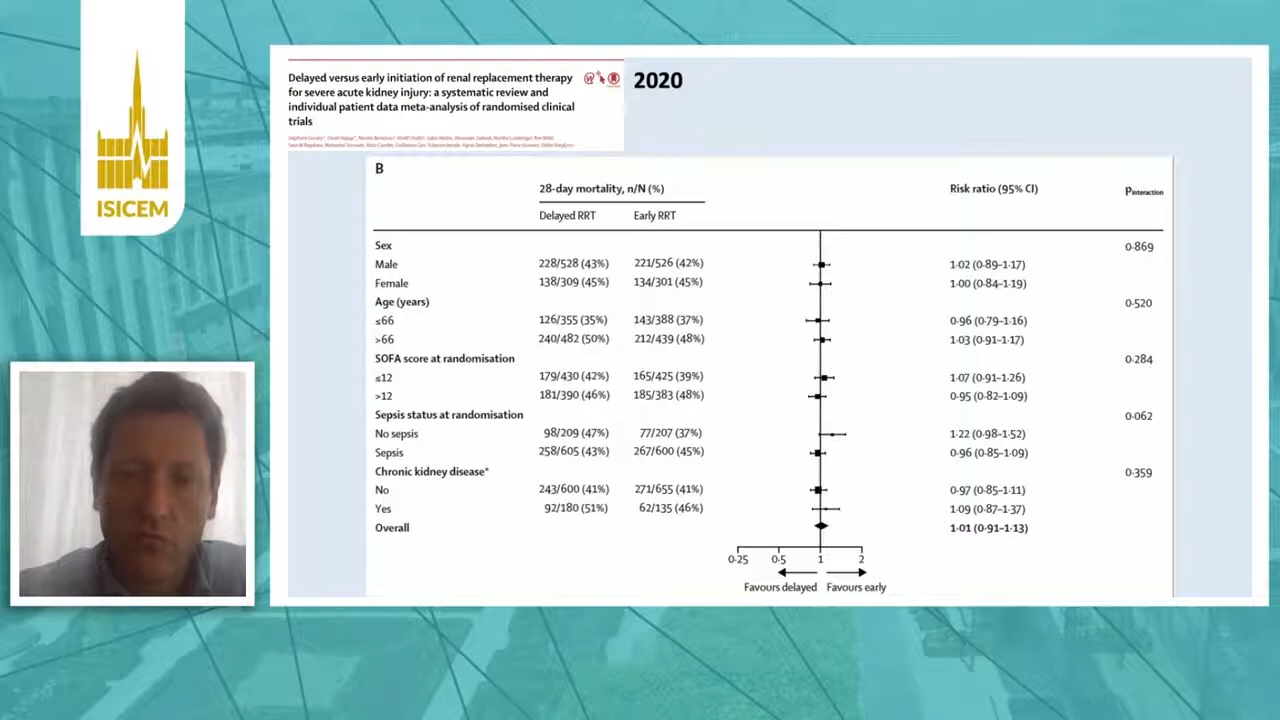 ISICEM
Delayed versus early initiation of renal replacement therapy
for severe acute kidney injury: a systematic review and
individual patient data meta-analysis of randomised clinical
trials
2020
B
28-day mortality, n/N (%)
Risk ratio (95% CI)
Pinteraction
Delayed RRT Early RRT
Sex 0·869
Male 228/528 (43%) 221/526 (42%) 1·02 (0·89–1·17)
Female 138/309 (45%) 134/301 (45%) 1·00 (0·84–1·19)
Age (years) 0·520
≤66 126/355 (35%) 143/388 (37%) 0·96 (0·79–1·16)
>66 240/482 (50%) 212/439 (48%) 1·03 (0·91–1·17)
SOFA score at randomisation 0·284
≤12 179/430 (42%) 165/425 (39%) 1·07 (0·91–1·26)
>12 181/390 (46%) 185/383 (48%) 0·95 (0·82–1·09)
Sepsis status at randomisation 0·062
No sepsis 98/209 (47%) 77/207 (37%) 1·22 (0·98–1·52)
Sepsis 258/605 (43%) 267/600 (45%) 0·96 (0·85–1·09)
Chronic kidney disease* 0·359
No 243/600 (41%) 271/655 (41%) 0·97 (0·85–1·11)
Yes 92/180 (51%) 62/135 (46%) 1·09 (0·87–1·37)
Overall 1·01 (0·91–1·13)
0·25 0·5 1 2
Favours delayed Favours early